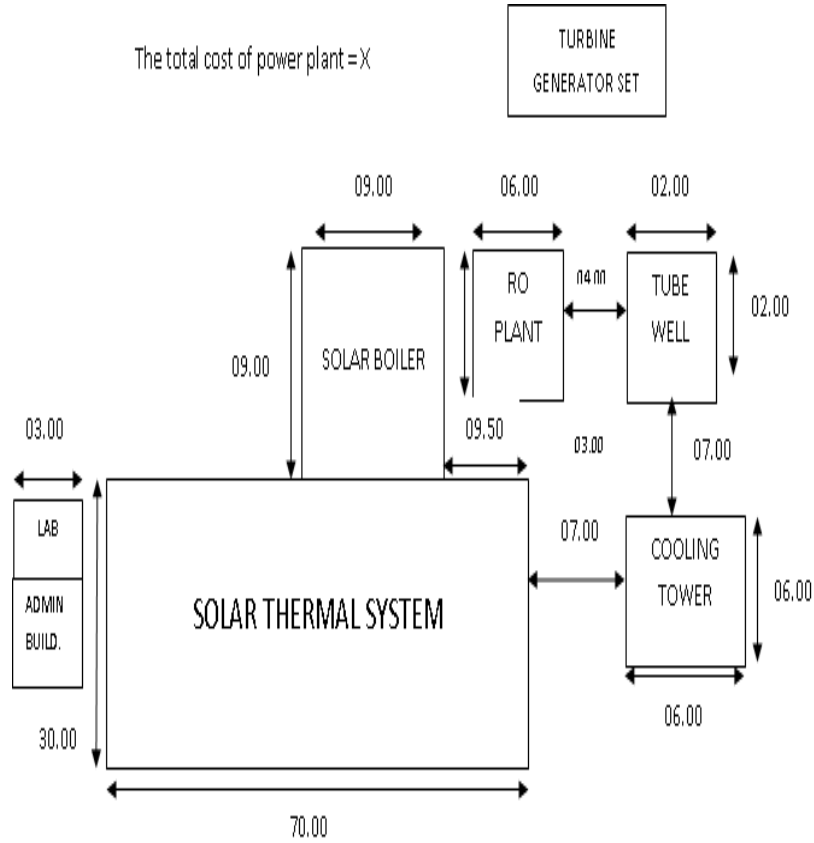 The total cost of power plant = X
TURBINE
GENERATOR SET
09.00
06.00
02.00
RO
PLANT
04.00
TUBE
WELL
02.00
SOLAR BOILER
09.00
03.00
09.50
03.00
07.00
LAB
ADMIN
BUILD.
07.00
COOLING
TOWER
06.00
SOLAR THERMAL SYSTEM
06.00
30.00
70.00